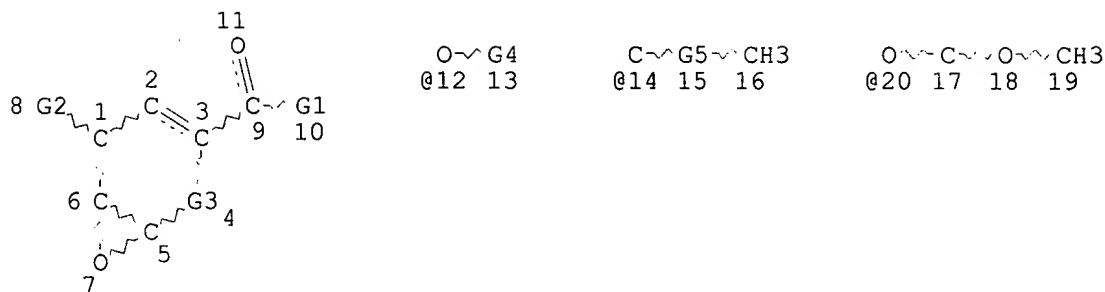 11
O
O G4
@12 13
C G5 CH3
@14 15 16
O C O CH3
@20 17 18 19
2
8 G2 1 C 3 C G1
C C 9 10
6 C G3
4
C
O 5
7